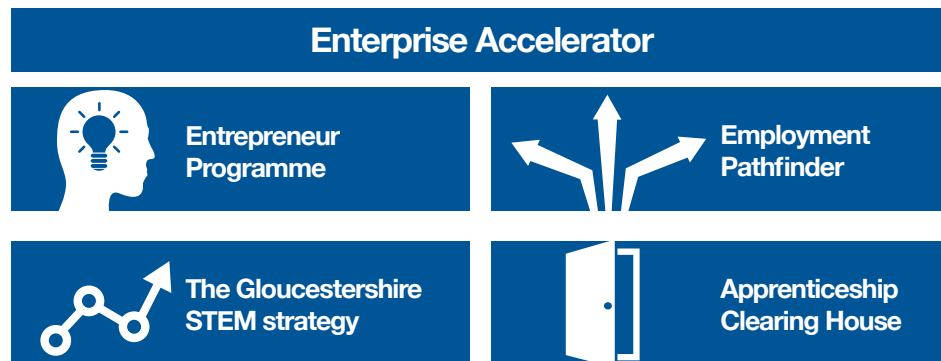 Enterprise Accelerator
Entrepreneur
Programme
Employment
Pathfinder
The Gloucestershire
STEM strategy
Apprenticeship
Clearing House